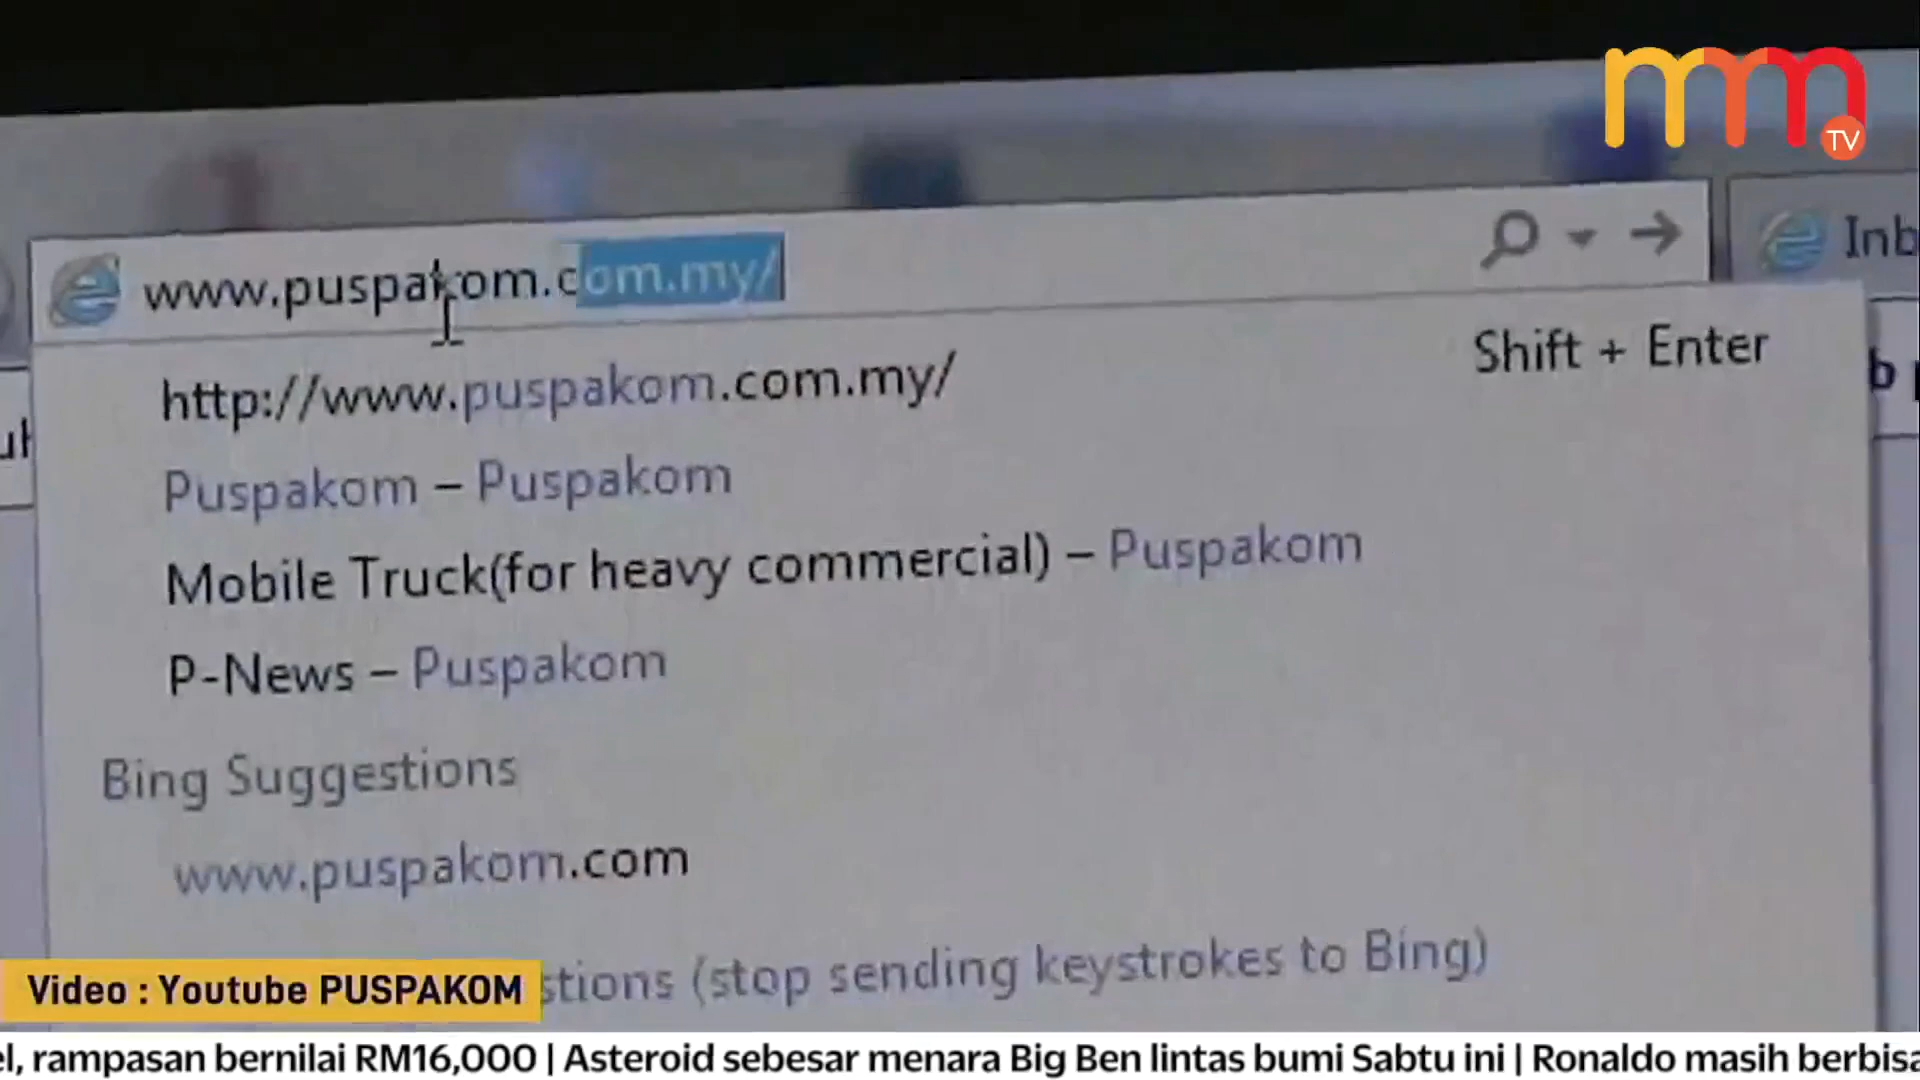 mm TV
www.puspakom.com.my/
Inb
http://www.puspakom.com.my/
Shift + Enter
Puspakom – Puspakom
Mobile Truck(for heavy commercial) – Puspakom
P-News – Puspakom
Bing Suggestions
www.puspakom.com
stions (stop sending keystrokes to Bing)
Video : Youtube PUSPAKOM
el, rampasan bernilai RM16,000 | Asteroid sebesar menara Big Ben lintas bumi Sabtu ini | Ronaldo masih berbisa